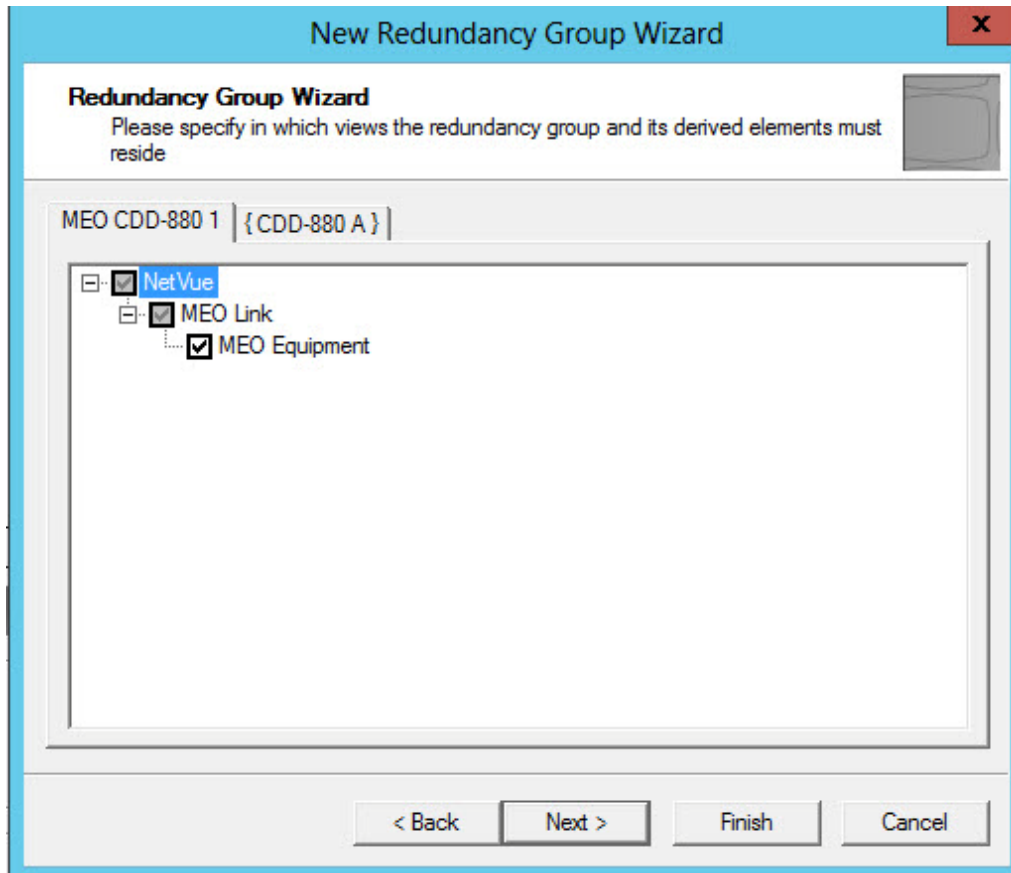 New Redundancy Group Wizard
x
Redundancy Group Wizard
Please specify in which views the redundancy group and its derived elements must
reside
MEO CDD-880 1 { CDD-880 A }
NetVue
MEO Link
MEO Equipment
< Back Next > Finish Cancel